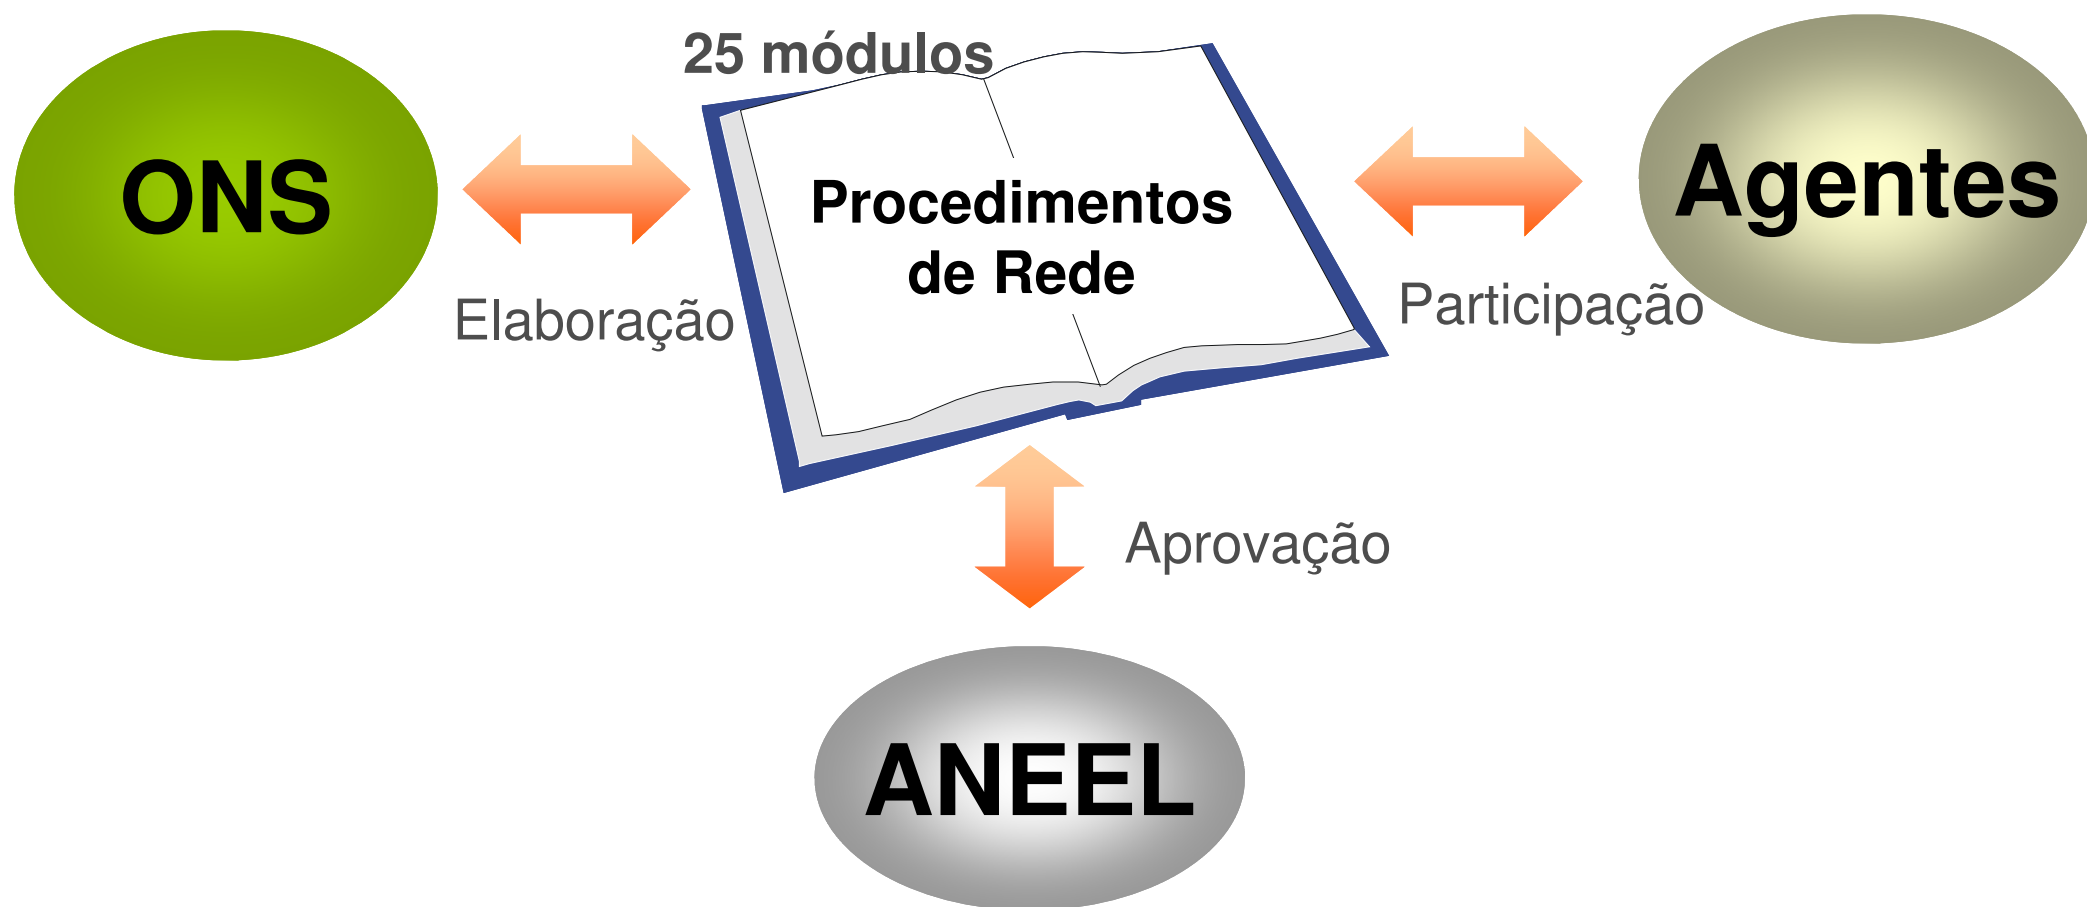 25 módulos
ONS
Procedimentos
de Rede
Agentes
Elaboração
Participação
Aprovação
ANEEL